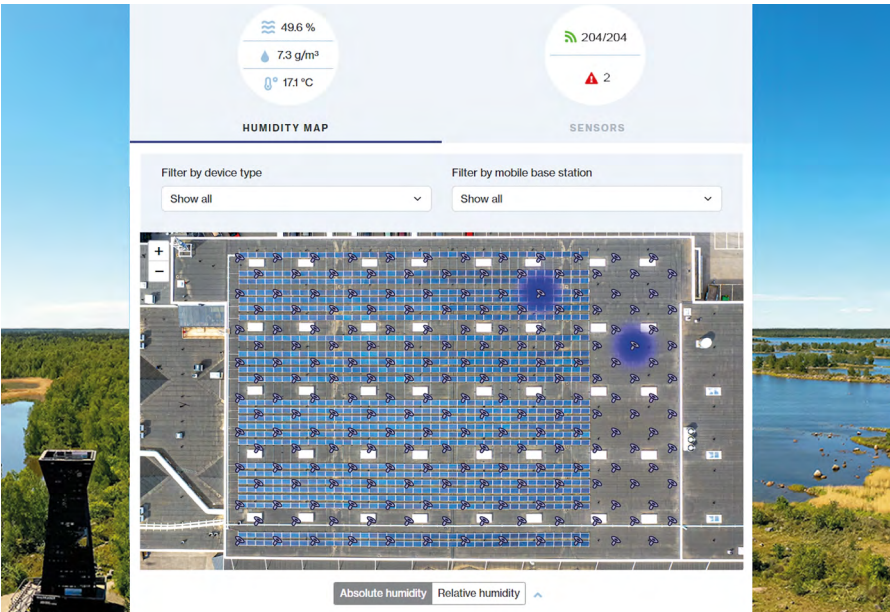 49.6 %
7.3 g/m³
17.1 °C
204/204
2
HUMIDITY MAP
SENSORS
Filter by device type
Filter by mobile base station
Show all
Show all
+
−
Absolute humidity
Relative humidity